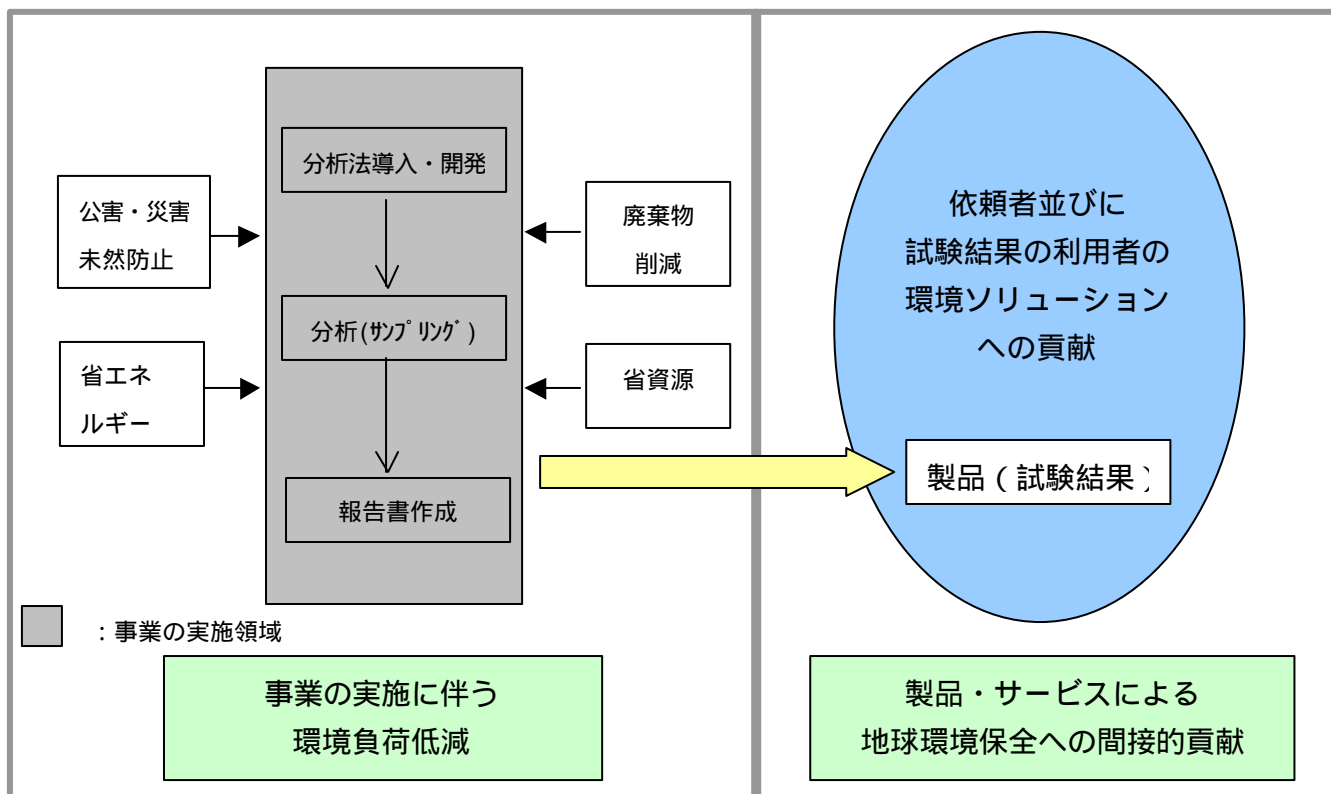 分析法導入・開発
公害・災害
未然防止
廃棄物
削減
分析(ｻﾝﾌﾟﾘﾝｸﾞ)
省エネ
ルギー
省資源
報告書作成
：事業の実施領域
事業の実施に伴う
環境負荷低減
依頼者並びに
試験結果の利用者の
環境ソリューション
への貢献
製品（試験結果）
製品・サービスによる
地球環境保全への間接的貢献